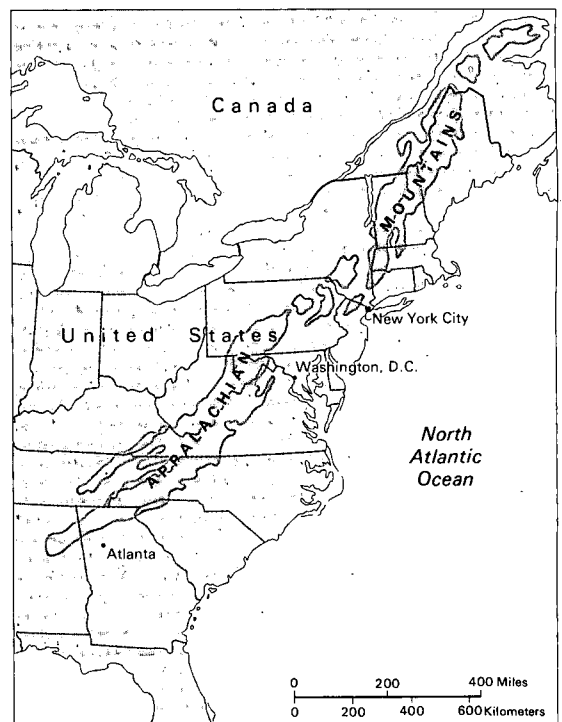 Canada
MOUNTAINS
New York City
United States
Washington, D.C.
APPALACHIAN
North
Atlantic
Ocean
Atlanta
0 200 400 Miles
0 200 400 600 Kilometers